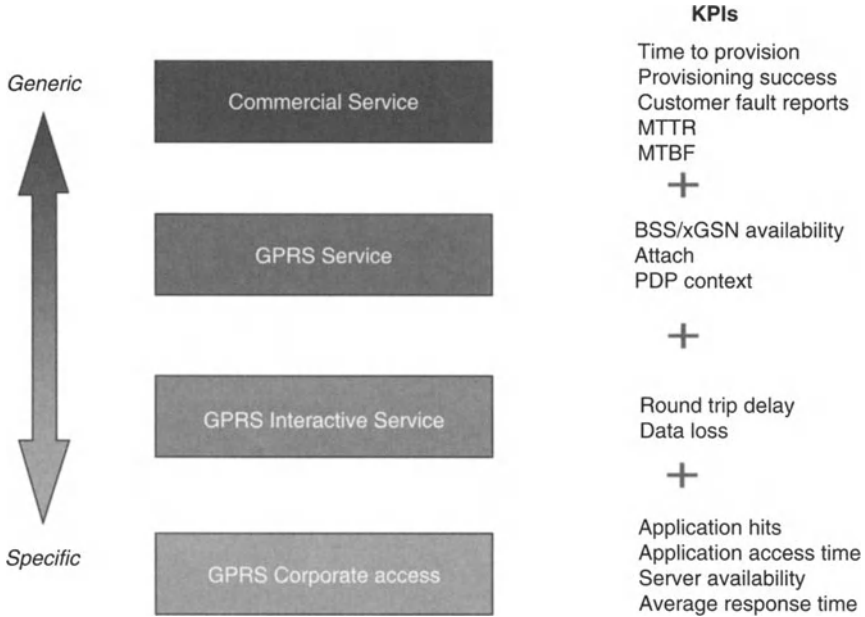 KPIs
Generic
Commercial Service
Time to provision
Provisioning success
Customer fault reports
MTTR
MTBF
+
GPRS Service
BSS/xGSN availability
Attach
PDP context
+
GPRS Interactive Service
Round trip delay
Data loss
+
Specific
GPRS Corporate access
Application hits
Application access time
Server availability
Average response time